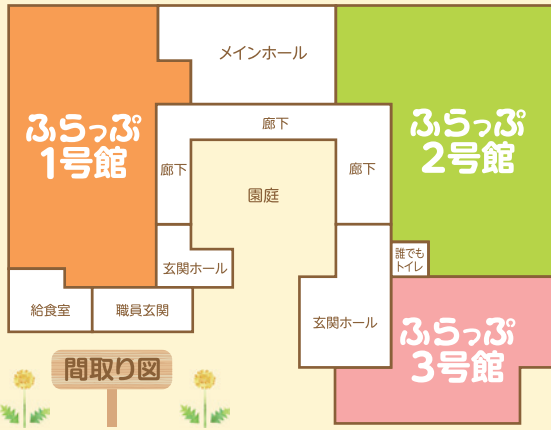 メインホール
ふらっぷ
1号館
ふらっぷ
2号館
廊下
廊下
廊下
園庭
玄関ホール
誰でも
トイレ
給食室
職員玄関
玄関ホール
ふらっぷ
3号館
間取り図